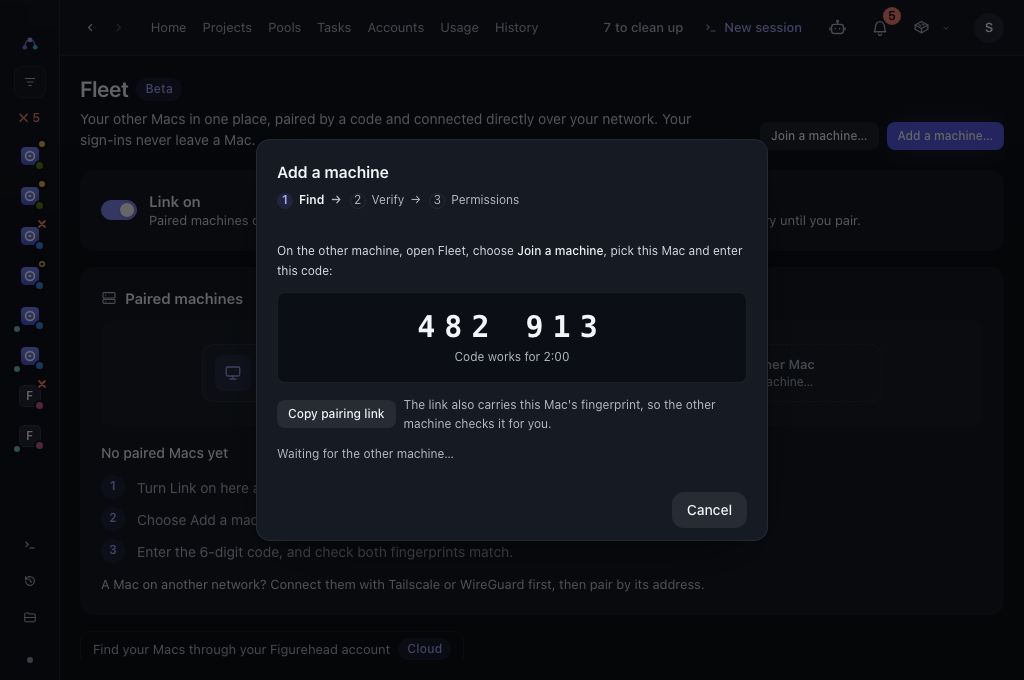 Home Projects Pools Tasks Accounts Usage History 7 to clean up New session 5 S
5
F
F
Fleet Beta
Your other Macs in one place, paired by a code and connected directly over your network. Your
sign-ins never leave a Mac.
Join a machine... Add a machine...
Link on
Paired machines
ry until you pair.
Add a machine
1 Find → 2 Verify → 3 Permissions
On the other machine, open Fleet, choose Join a machine, pick this Mac and enter
this code:
482 913
Code works for 2:00
Copy pairing link
The link also carries this Mac's fingerprint, so the other
machine checks it for you.
Waiting for the other machine...
Cancel
Paired machines
her Mac
achine...
No paired Macs yet
1 Turn Link on here
2 Choose Add a mac
3 Enter the 6-digit code, and check both fingerprints match.
A Mac on another network? Connect them with Tailscale or WireGuard first, then pair by its address.
Find your Macs through your Figurehead account Cloud